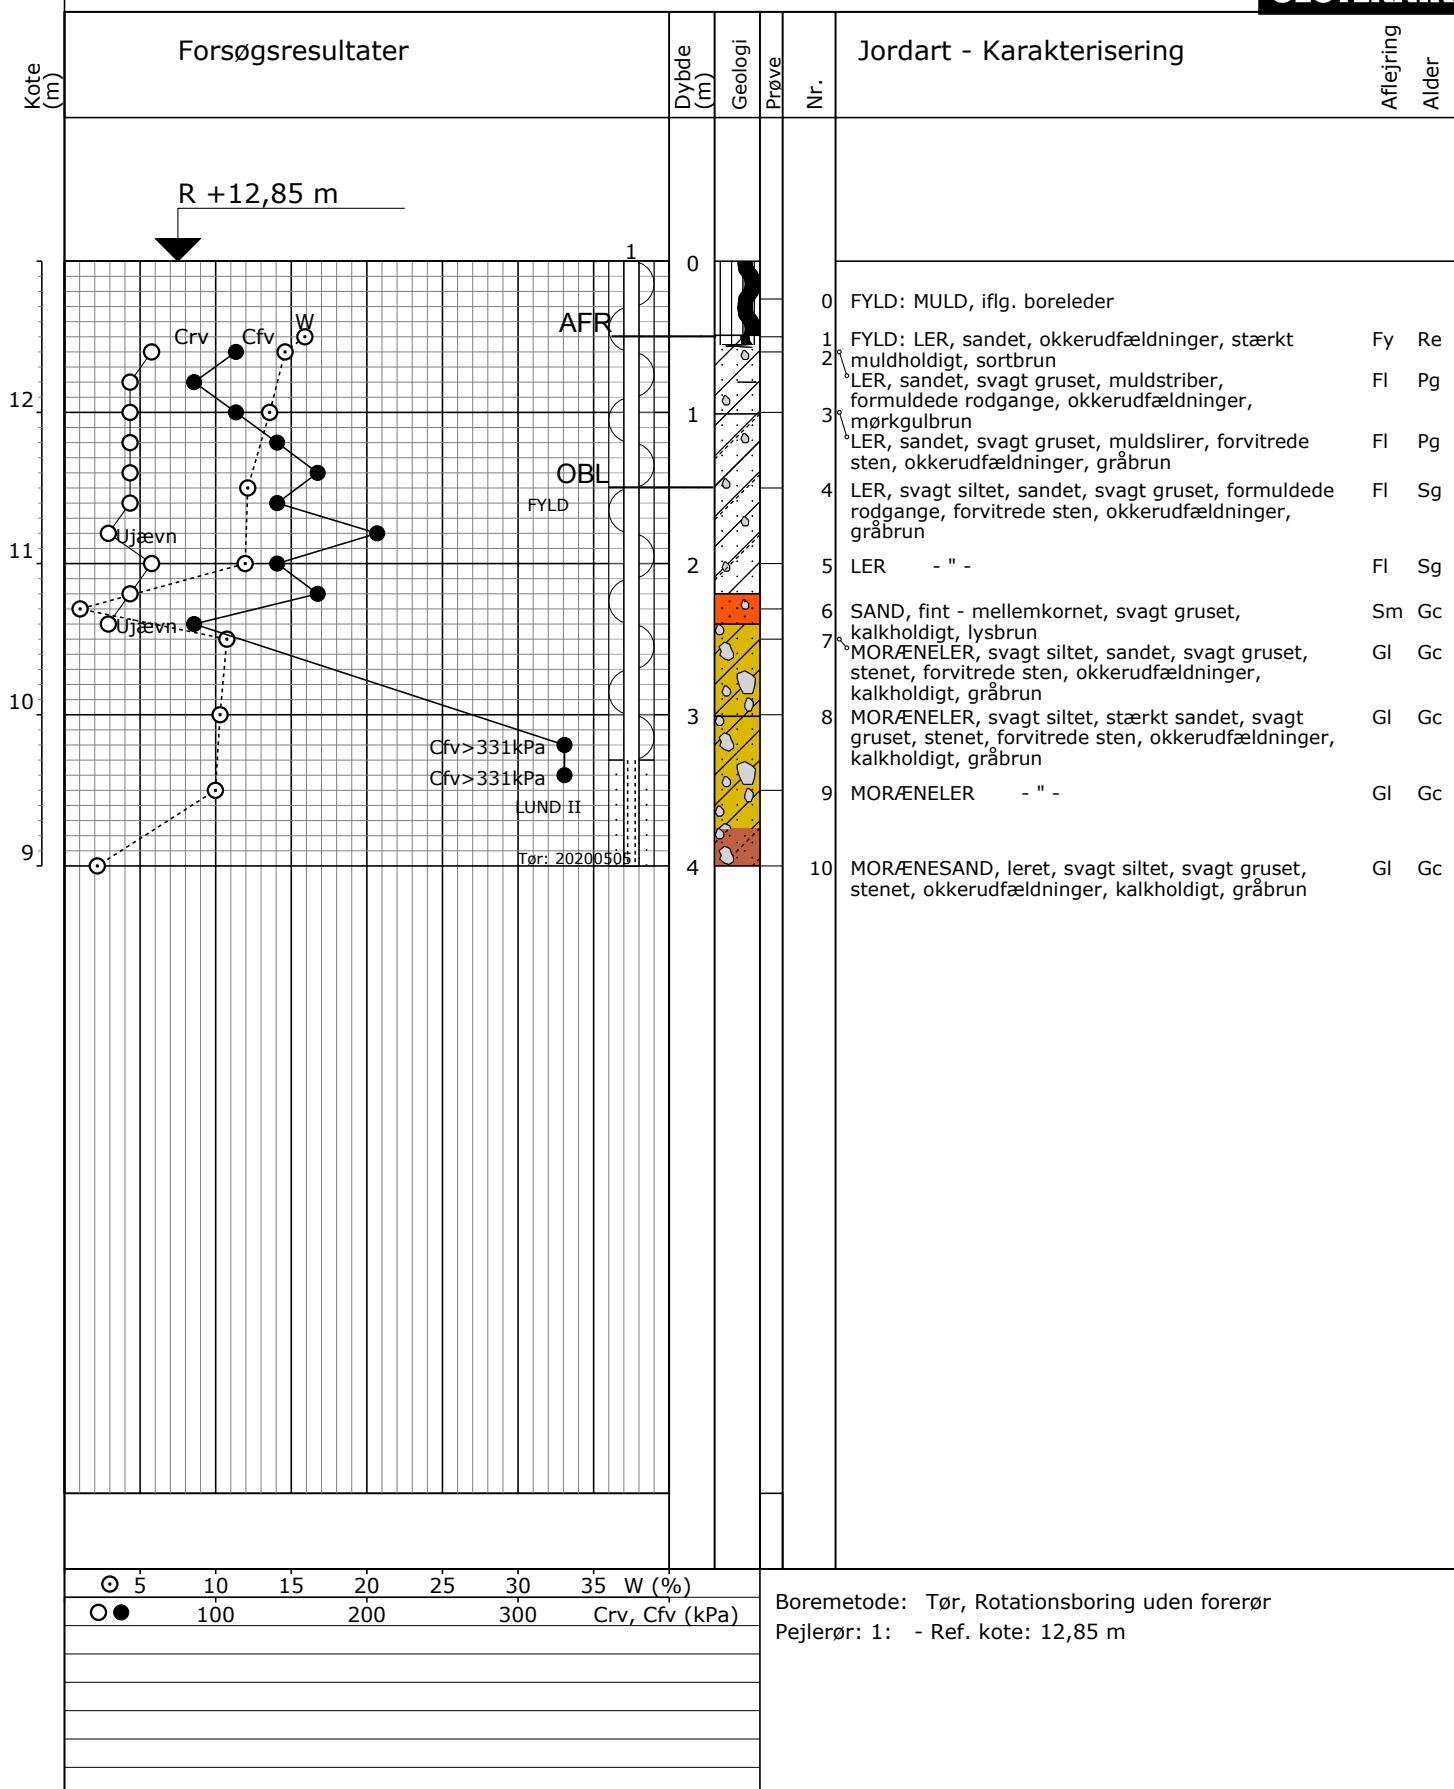 Forsøgsresultater
Kote (m)
Dybde (m)
Geologi
Prøve
Nr.
Jordart - Karakterisering
Aflejring
Alder
R +12,85 m
1
0
0 FYLD: MULD, iflg. boreleder
AFR
W
Crv Cfv
1 FYLD: LER, sandet, okkerudfældninger, stærkt Fy Re
muldholdigt, sortbrun
2 LER, sandet, svagt gruset, muldstriber, Fl Pg
formuldede rodgange, okkerudfældninger,
mørkgulbrun
12
1
3 LER, sandet, svagt gruset, muldslirer, forvitrede Fl Pg
sten, okkerudfældninger, gråbrun
OBL
FYLD
4 LER, svagt siltet, sandet, svagt gruset, formuldede Fl Sg
rodgange, forvitrede sten, okkerudfældninger,
gråbrun
Ujævn
11
2
5 LER - " - Fl Sg
6 SAND, fint - mellemkornet, svagt gruset, Sm Gc
kalkholdigt, lysbrun
Ujævn
7 MORÆNELER, svagt siltet, sandet, svagt gruset, Gl Gc
stenet, forvitrede sten, okkerudfældninger,
kalkholdigt, gråbrun
10
3
8 MORÆNELER, svagt siltet, stærkt sandet, svagt Gl Gc
gruset, stenet, forvitrede sten, okkerudfældninger,
kalkholdigt, gråbrun
Cfv>331kPa
Cfv>331kPa
LUND II
9 MORÆNELER - " - Gl Gc
9
Tør: 20200505
4
10 MORÆNESAND, leret, svagt siltet, svagt gruset, Gl Gc
stenet, okkerudfældninger, kalkholdigt, gråbrun
5 10 15 20 25 30 35 W (%)
100 200 300 Crv, Cfv (kPa)
Boremetode: Tør, Rotationsboring uden forerør
Pejlerør: 1: - Ref. kote: 12,85 m